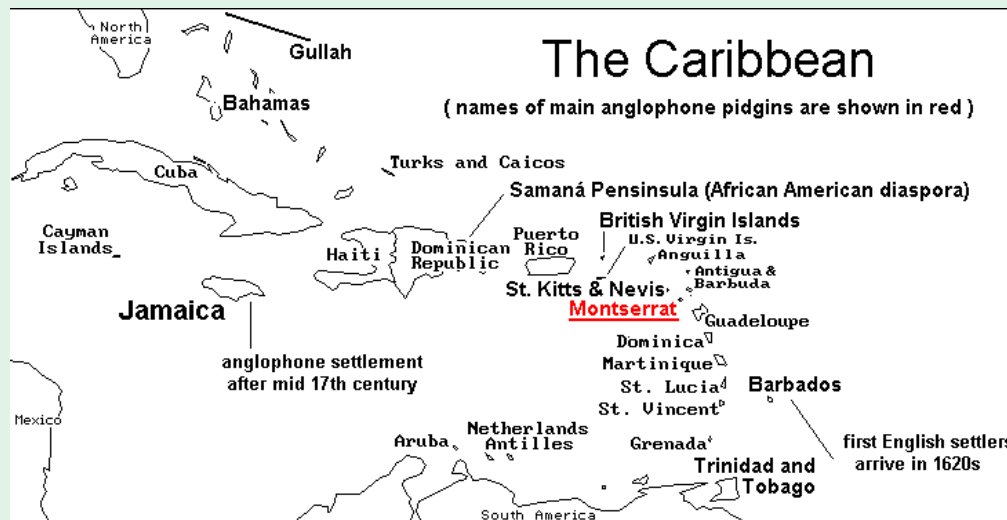 The Caribbean
( names of main anglophone pidgins are shown in red )
North
America
Gullah
Bahamas
Turks and Caicos
Cuba
Samaná Pensinsula (African American diaspora)
British Virgin Islands
Cayman
Islands
Haiti
Dominican
Republic
Puerto
Rico
U.S. Virgin Is.
Anguilla
Antigua &
Barbuda
St. Kitts & Nevis
Montserrat
Jamaica
Guadeloupe
Dominica
anglophone settlement
after mid 17th century
Martinique
St. Lucia
Barbados
St. Vincent
Mexico
Aruba
Netherlands
Antilles
Grenada
first English settlers
arrive in 1620s
Trinidad and
Tobago
South America